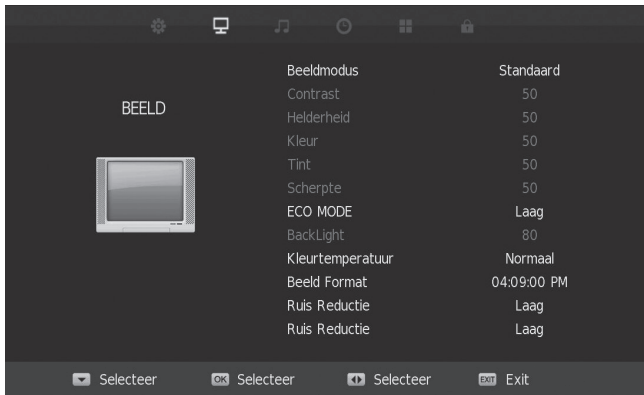 BEELD
Beeldmodus Standaard
Contrast 50
Helderheid 50
Kleur 50
Tint 50
Scherpte 50
ECO MODE Laag
BackLight 80
Kleurtemperatuur Normaal
Beeld Format 04:09:00 PM
Ruis Reductie Laag
Ruis Reductie Laag
Selecteer OK Selecteer Selecteer EXIT Exit